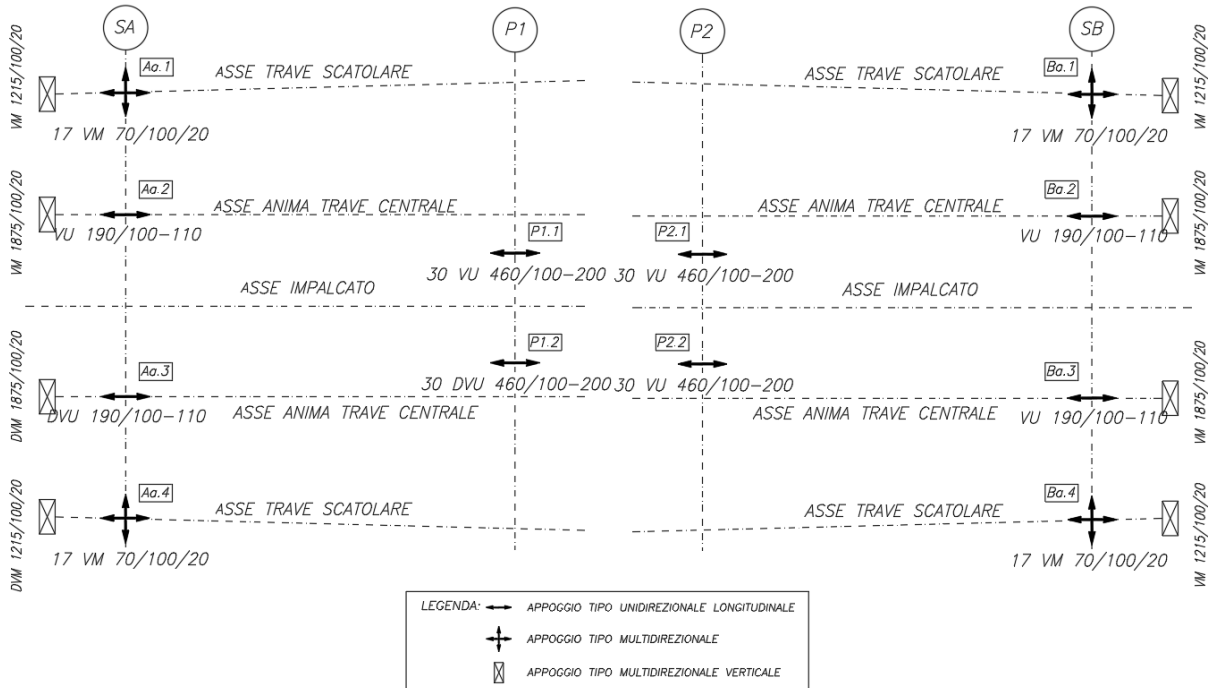 SA
P1
P2
SB
VM 1215/100/20
Aa.1
ASSE TRAVE SCATOLARE
ASSE TRAVE SCATOLARE
Ba.1
VM 1215/100/20
17 VM 70/100/20
17 VM 70/100/20
VM 1875/100/20
Aa.2
ASSE ANIMA TRAVE CENTRALE
ASSE ANIMA TRAVE CENTRALE
Ba.2
VM 1875/100/20
VU 190/100-110
P1.1
P2.1
VU 190/100-110
30 VU 460/100-200
30 VU 460/100-200
ASSE IMPALCATO
ASSE IMPALCATO
P1.2
P2.2
DVM 1875/100/20
Aa.3
30 DVU 460/100-200
30 VU 460/100-200
Ba.3
VM 1875/100/20
DVU 190/100-110
ASSE ANIMA TRAVE CENTRALE
ASSE ANIMA TRAVE CENTRALE
VU 190/100-110
DVM 1215/100/20
Aa.4
ASSE TRAVE SCATOLARE
ASSE TRAVE SCATOLARE
Ba.4
VM 1215/100/20
17 VM 70/100/20
17 VM 70/100/20
LEGENDA: APPOGGIO TIPO UNIDIREZIONALE LONGITUDINALE
APPOGGIO TIPO MULTIDIREZIONALE
APPOGGIO TIPO MULTIDIREZIONALE VERTICALE